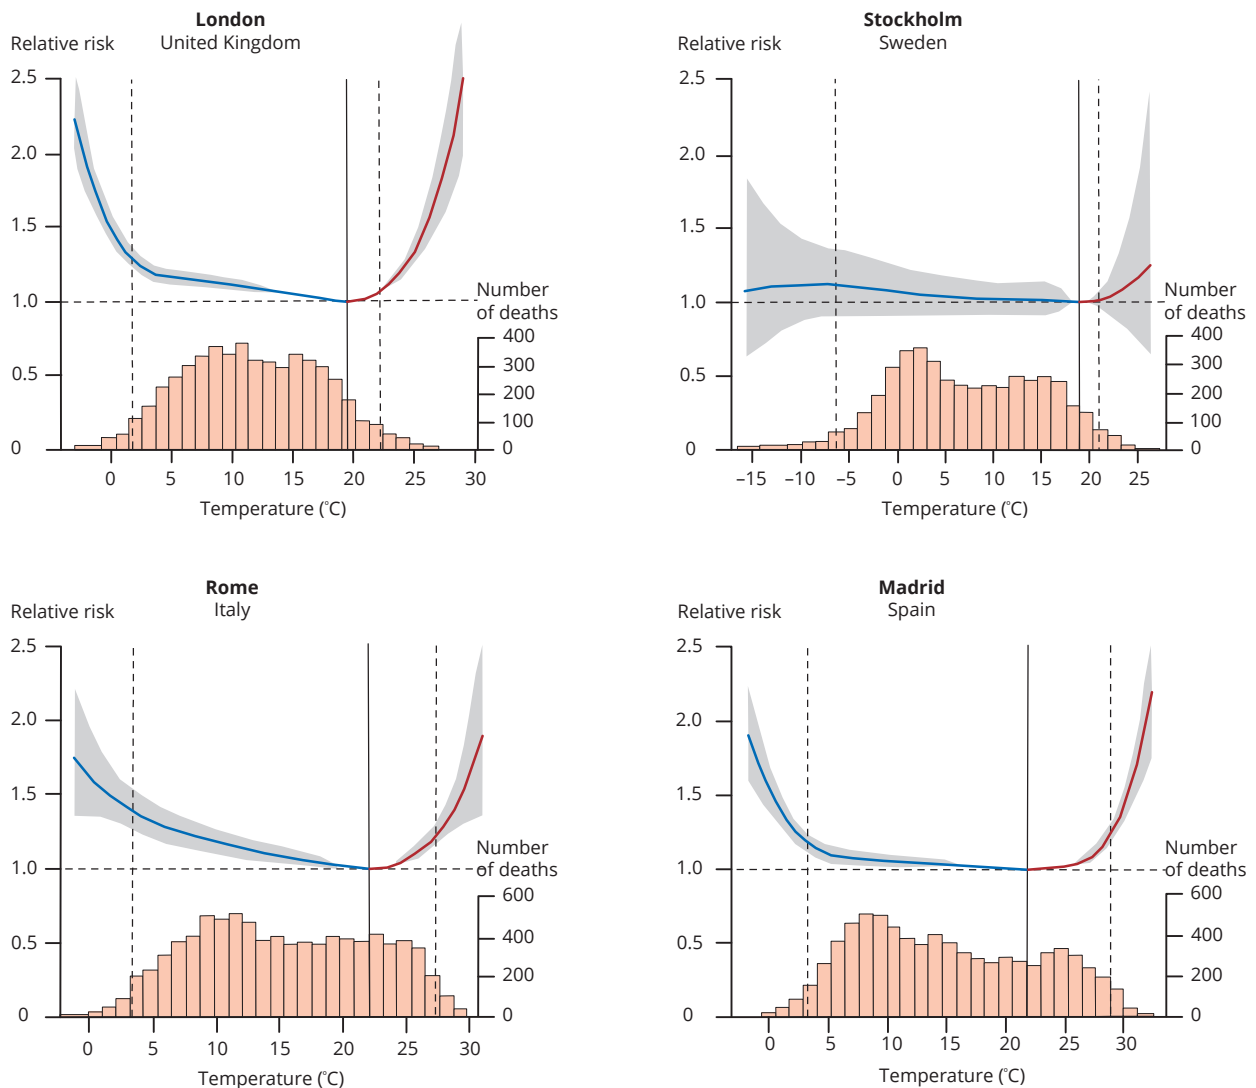 London
United Kingdom
Relative risk
2.5
2.0
1.5
1.0
0.5
0
Number
of deaths
400
300
200
100
0
0 5 10 15 20 25 30
Temperature (°C)
Stockholm
Sweden
Relative risk
2.5
2.0
1.5
1.0
0.5
0
Number
of deaths
400
300
200
100
0
–15 –10 –5 0 5 10 15 20 25
Temperature (°C)
Rome
Italy
Relative risk
2.5
2.0
1.5
1.0
0.5
0
Number
of deaths
600
400
200
0
0 5 10 15 20 25 30
Temperature (°C)
Madrid
Spain
Relative risk
2.5
2.0
1.5
1.0
0.5
0
Number
of deaths
600
400
200
0
0 5 10 15 20 25 30
Temperature (°C)